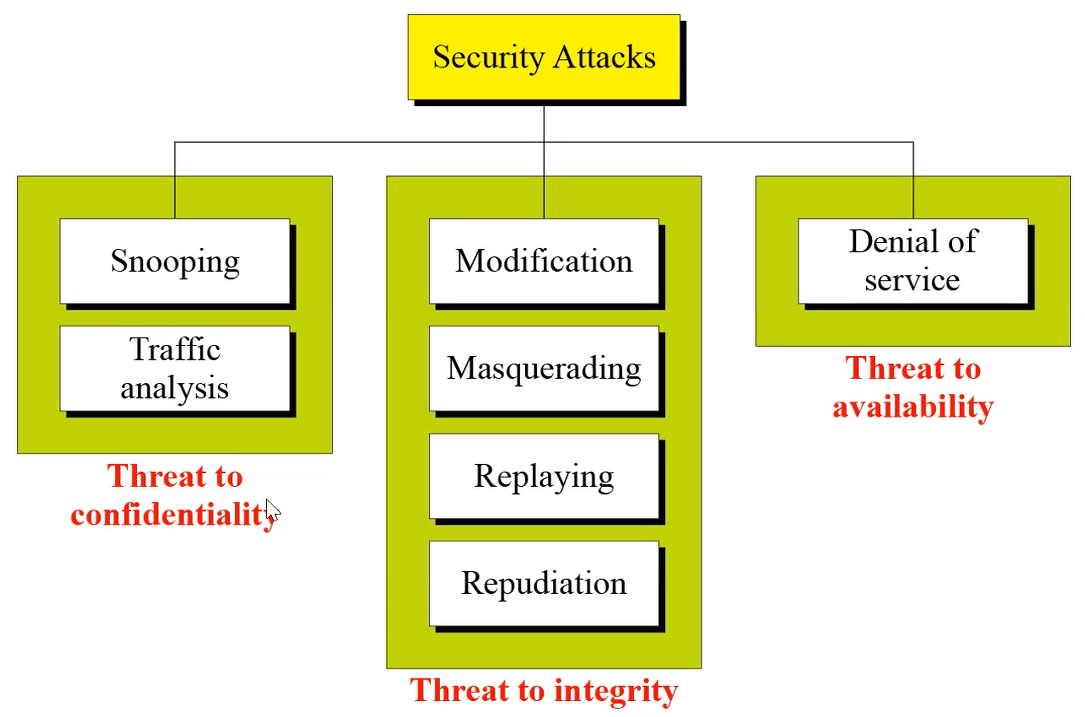 Security Attacks
Snooping
Traffic
analysis
Threat to
confidentiality
Modification
Masquerading
Replaying
Repudiation
Threat to integrity
Denial of
service
Threat to
availability